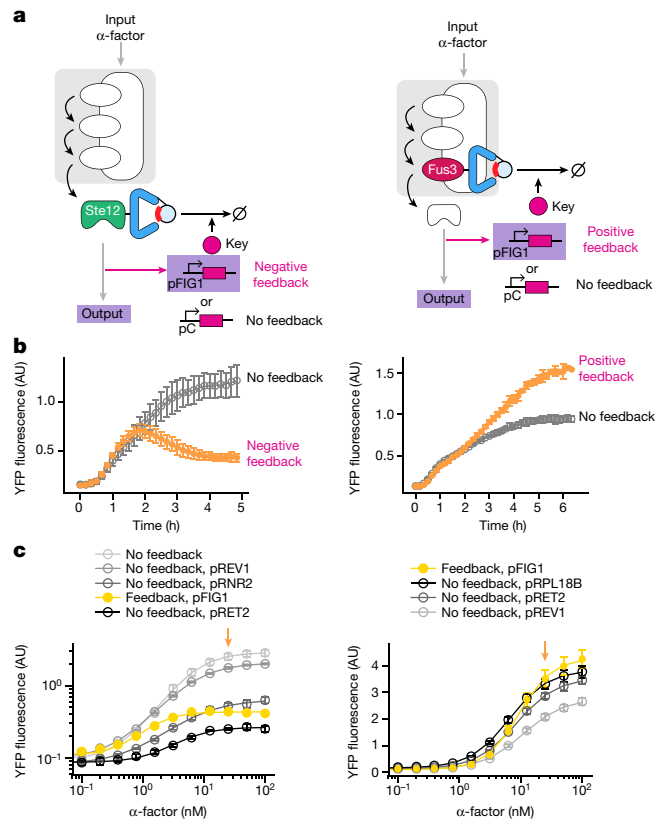 a
Input
α-factor
Ste12
Key
pFIG1
Negative
feedback
Output
or
pC
No feedback
Input
α-factor
Fus3
Key
pFIG1
Positive
feedback
or
pC
No feedback
b
YFP fluorescence (AU)
1.0
0.5
0 1 2 3 4 5
Time (h)
No feedback
Negative
feedback
YFP fluorescence (AU)
1.5
1.0
0.5
0 1 2 3 4 5 6
Time (h)
Positive
feedback
No feedback
c
No feedback
No feedback, pREV1
No feedback, pRNR2
Feedback, pFIG1
No feedback, pRET2
YFP fluorescence (AU)
10⁰
10⁻¹
10⁻¹ 10⁰ 10¹ 10²
α-factor (nM)
Feedback, pFIG1
No feedback, pRPL18B
No feedback, pRET2
No feedback, pREV1
YFP fluorescence (AU)
4
3
2
1
0
10⁻¹ 10⁰ 10¹ 10²
α-factor (nM)